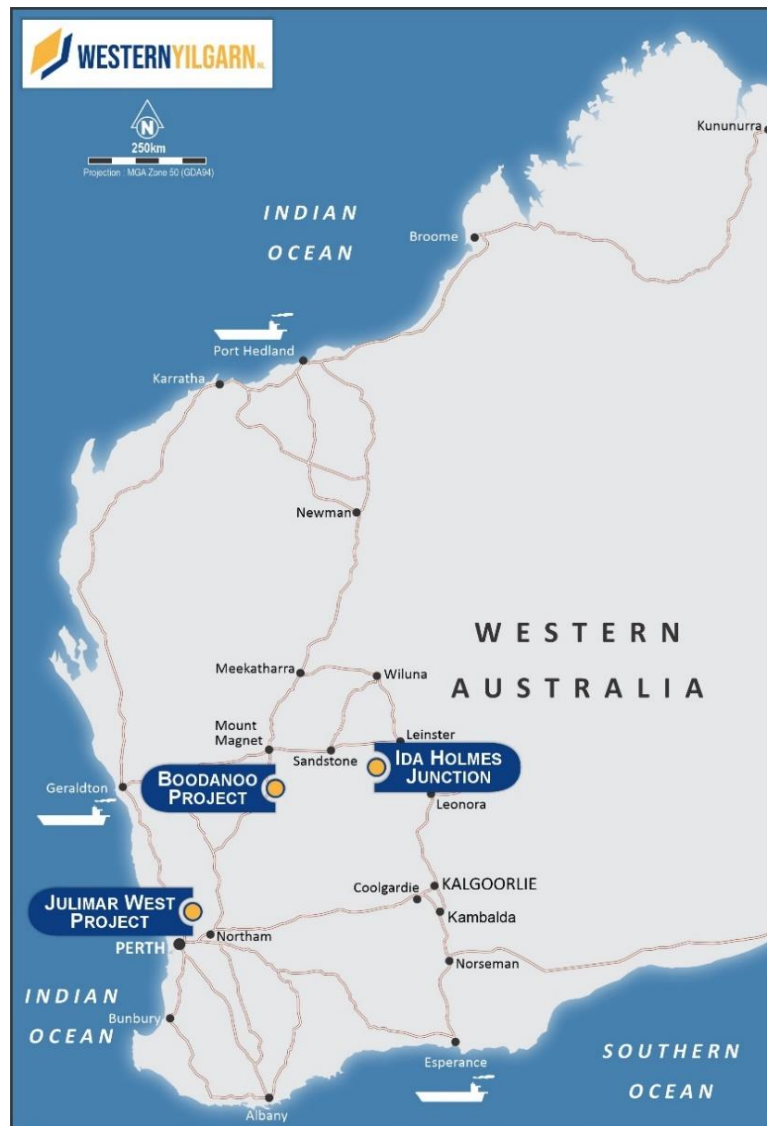 WESTERNYILGARN NL
N
250km
Projection : MGA Zone 50 (GDA94)
Kununurra
INDIAN
OCEAN
Broome
Port Hedland
Karratha
Newman
WESTERN
AUSTRALIA
Meekatharra
Wiluna
Mount
Magnet
Leinster
Sandstone
IDA HOLMES
JUNCTION
BOODANOO
PROJECT
Geraldton
Leonora
Coolgardie
KALGOORLIE
JULIMAR WEST
PROJECT
Kambalda
Northam
PERTH
Norseman
INDIAN
OCEAN
Bunbury
Esperance
SOUTHERN
OCEAN
Albany